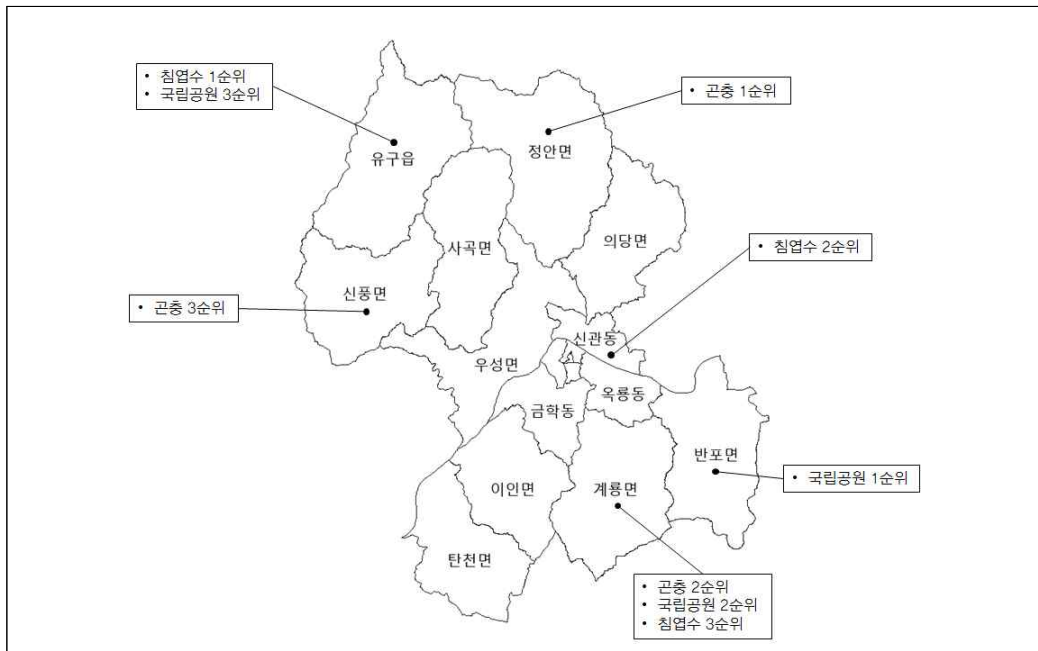 • 침엽수 1순위
• 국립공원 3순위
• 곤충 1순위
유구읍
정안면
의당면
사곡면
• 침엽수 2순위
신풍면
• 곤충 3순위
신관동
우성면
옥룡동
금학동
반포면
• 국립공원 1순위
이인면
계룡면
탄천면
• 곤충 2순위
• 국립공원 2순위
• 침엽수 3순위